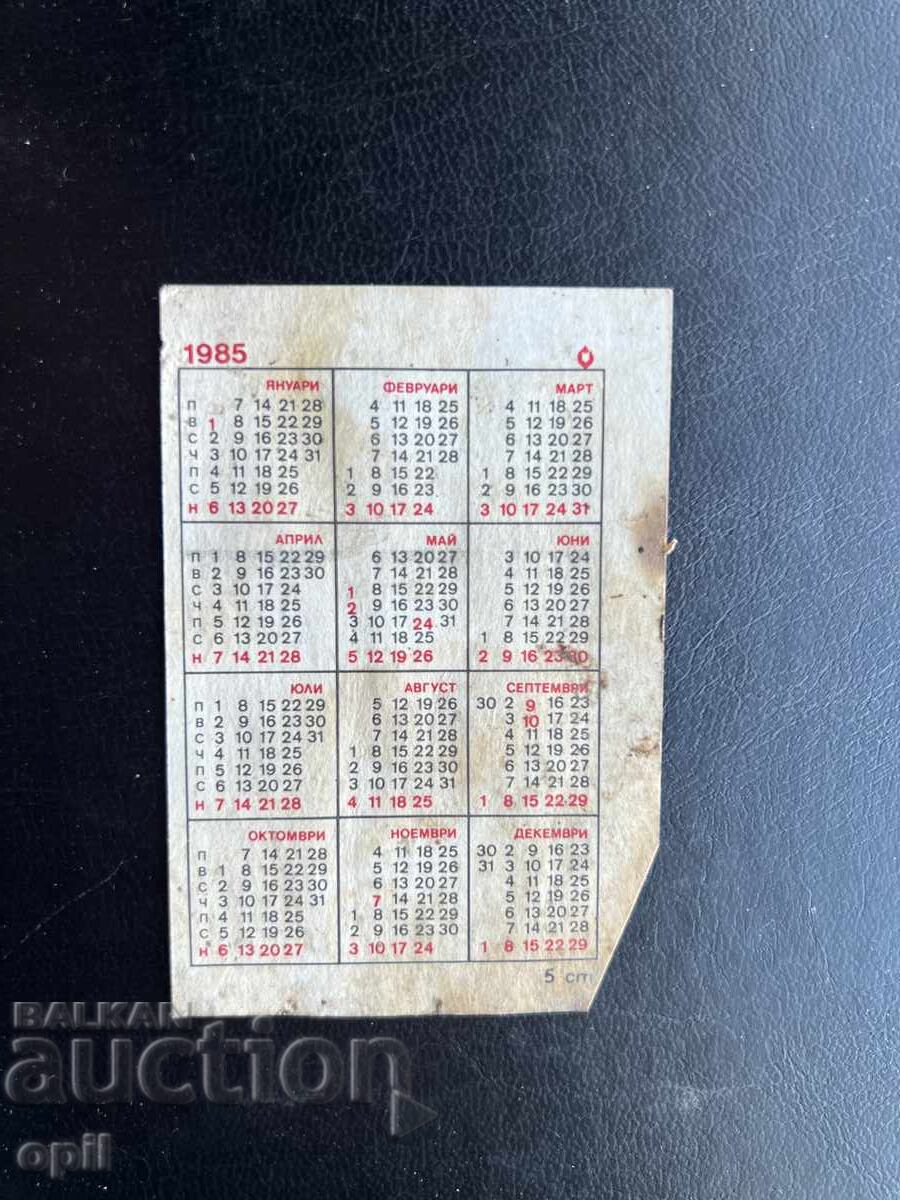 1985
ЯНУАРИ ФЕВРУАРИ МАРТ
П 7 14 21 28 4 11 18 25 4 11 18 25
В 1 8 15 22 29 5 12 19 26 5 12 19 26
С 2 9 16 23 30 6 13 20 27 6 13 20 27
Ч 3 10 17 24 31 7 14 21 28 7 14 21 28
П 4 11 18 25 1 8 15 22 1 8 15 22 29
С 5 12 19 26 2 9 16 23 2 9 16 23 30
Н 6 13 20 27 3 10 17 24 3 10 17 24 31
АПРИЛ МАЙ ЮНИ
П 1 8 15 22 29 6 13 20 27 3 10 17 24
В 2 9 16 23 30 7 14 21 28 4 11 18 25
С 3 10 17 24 1 8 15 22 29 5 12 19 26
Ч 4 11 18 25 2 9 16 23 30 6 13 20 27
П 5 12 19 26 3 10 17 24 31 7 14 21 28
С 6 13 20 27 4 11 18 25 1 8 15 22 29
Н 7 14 21 28 5 12 19 26 2 9 16 23 30
ЮЛИ АВГУСТ СЕПТЕМВРИ
П 1 8 15 22 29 5 12 19 26 30 2 9 16 23
В 2 9 16 23 30 6 13 20 27 3 10 17 24
С 3 10 17 24 31 7 14 21 28 4 11 18 25
Ч 4 11 18 25 1 8 15 22 29 5 12 19 26
П 5 12 19 26 2 9 16 23 30 6 13 20 27
С 6 13 20 27 3 10 17 24 31 7 14 21 28
Н 7 14 21 28 4 11 18 25 1 8 15 22 29
ОКТОМВРИ НОЕМВРИ ДЕКЕМВРИ
П 7 14 21 28 4 11 18 25 30 2 9 16 23
В 1 8 15 22 29 5 12 19 26 31 3 10 17 24
С 2 9 16 23 30 6 13 20 27 4 11 18 25
Ч 3 10 17 24 31 7 14 21 28 5 12 19 26
П 4 11 18 25 1 8 15 22 29 6 13 20 27
С 5 12 19 26 2 9 16 23 30 7 14 21 28
Н 6 13 20 27 3 10 17 24 1 8 15 22 29
5 cm
BALKAN
auction
opil